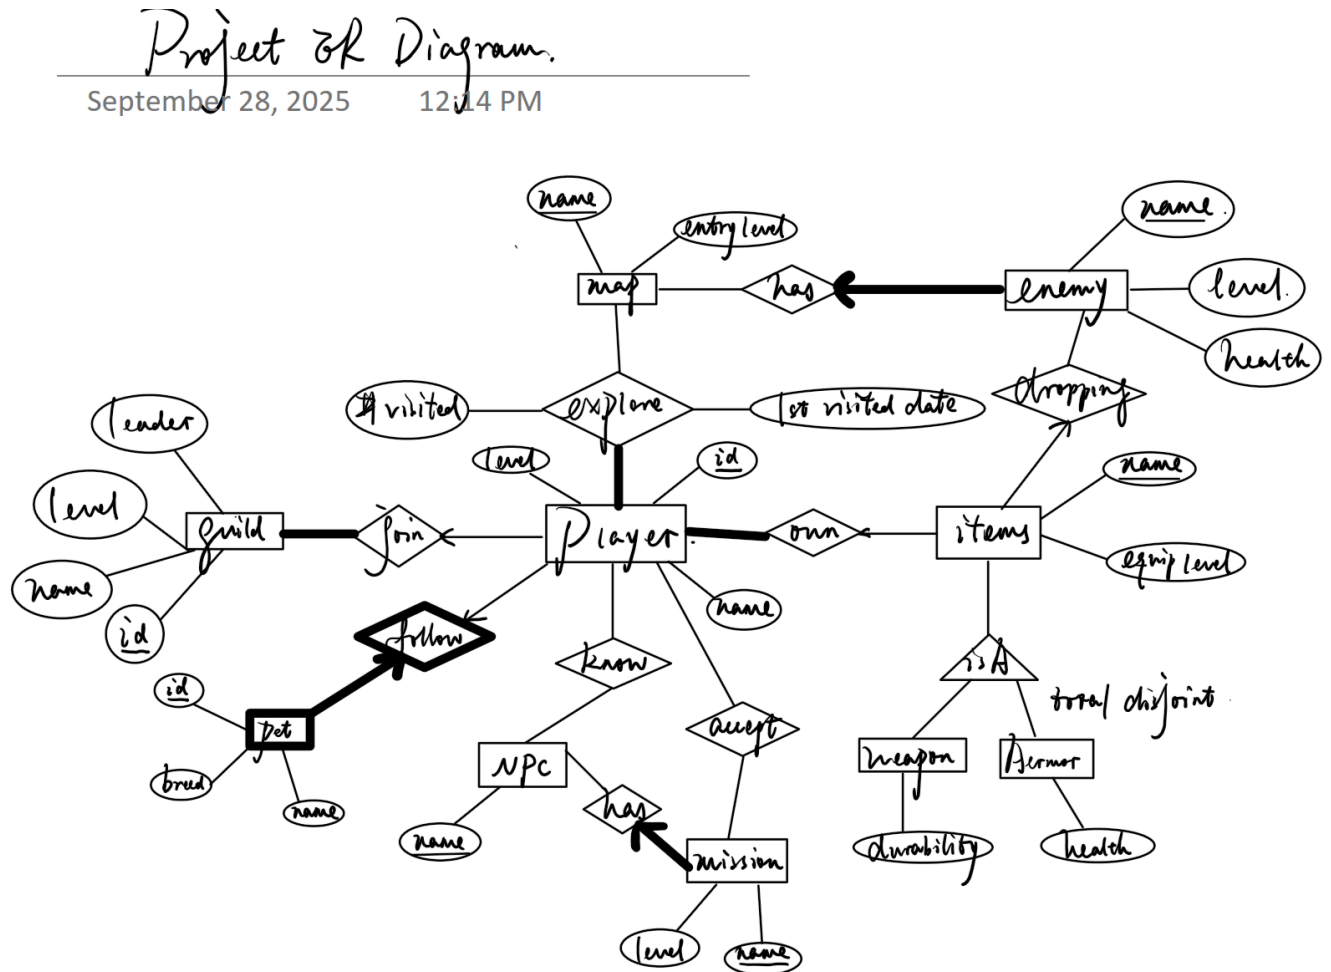 Project ER Diagram.
September 28, 2025 12:14 PM
name
entry level
map
has
enemy
name.
level.
health
# visited
explore
1st visited date
dropping
leader
level
name
id
guild
join
level
id
Player.
own
items
name
equip level
name
follow
id
pet
breed
name
know
accept
NPC
name
has
mission
level
name
isA
total disjoint
weapon
Aermor
durability
health